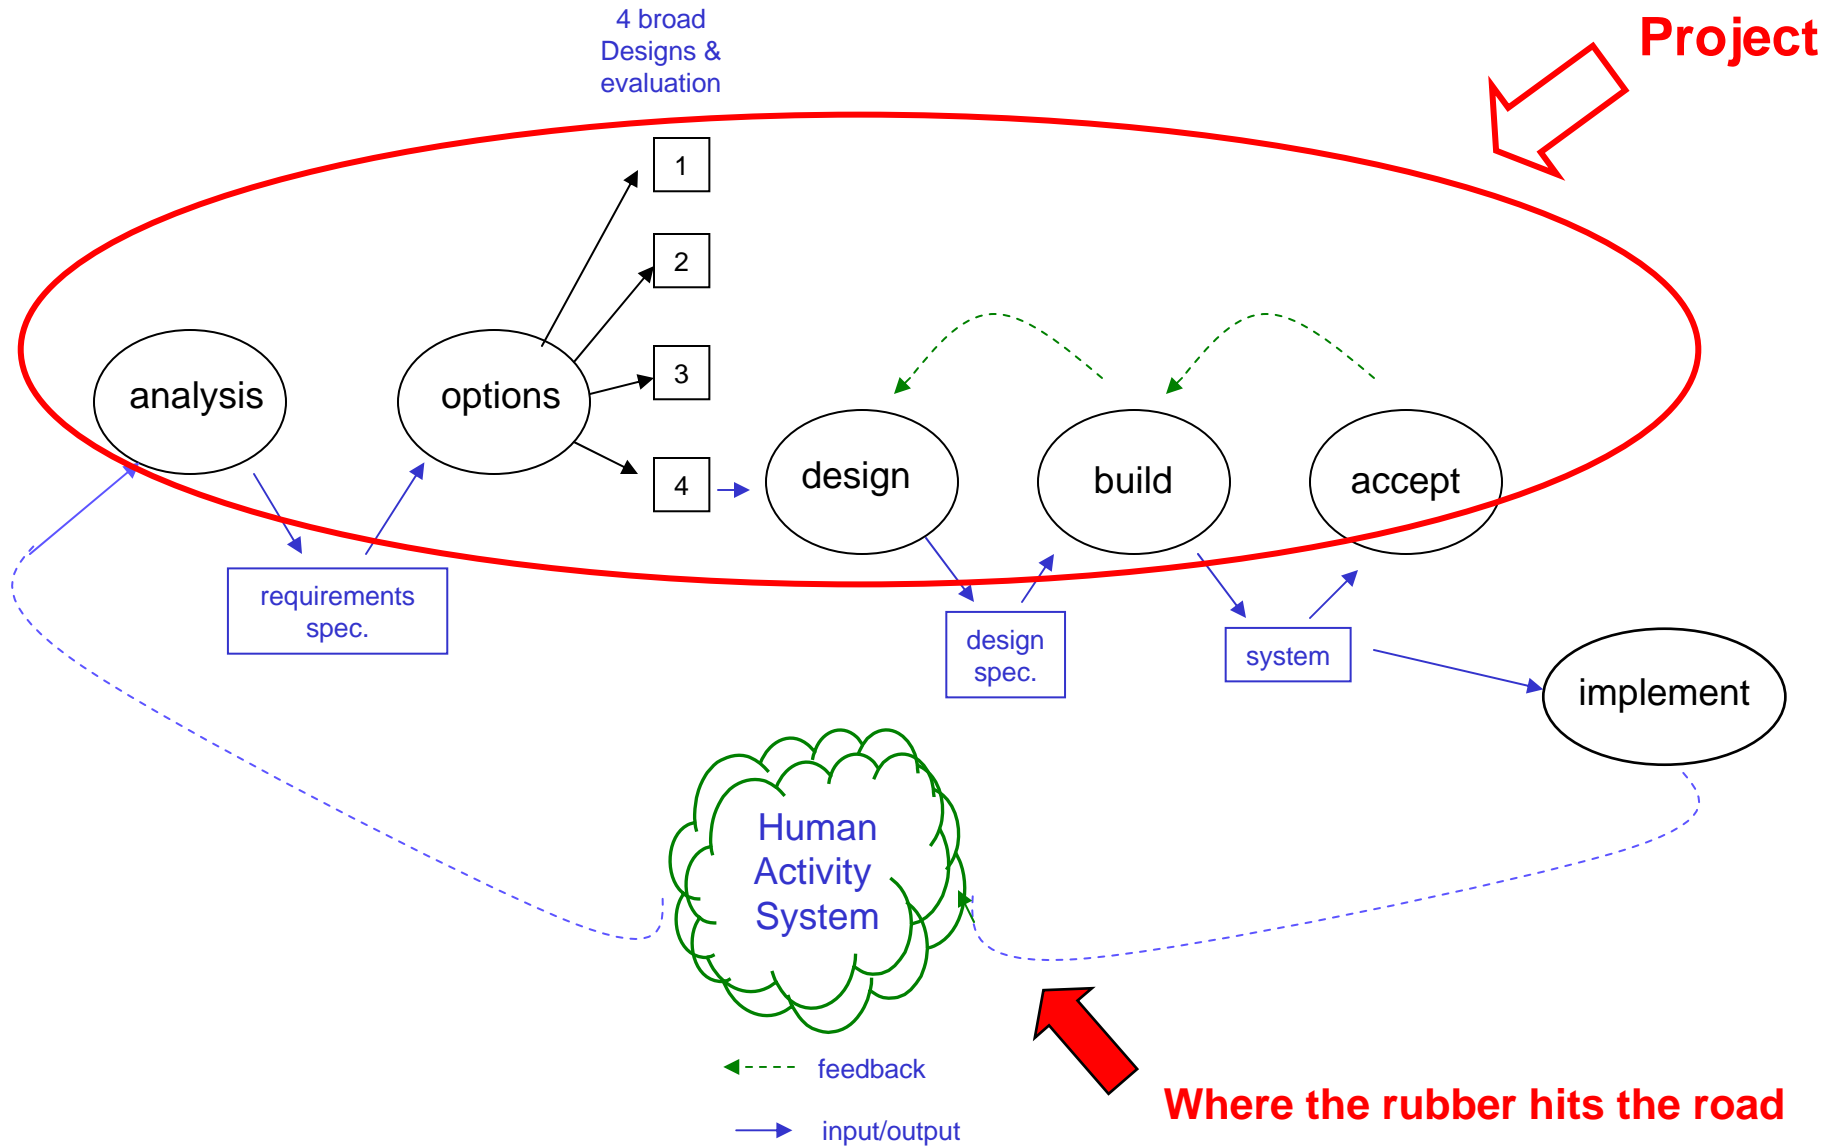 4 broad
Designs &
evaluation
Project
1
2
3
4
analysis
options
design
build
accept
requirements
spec.
design
spec.
system
implement
Human
Activity
System
feedback
input/output
Where the rubber hits the road